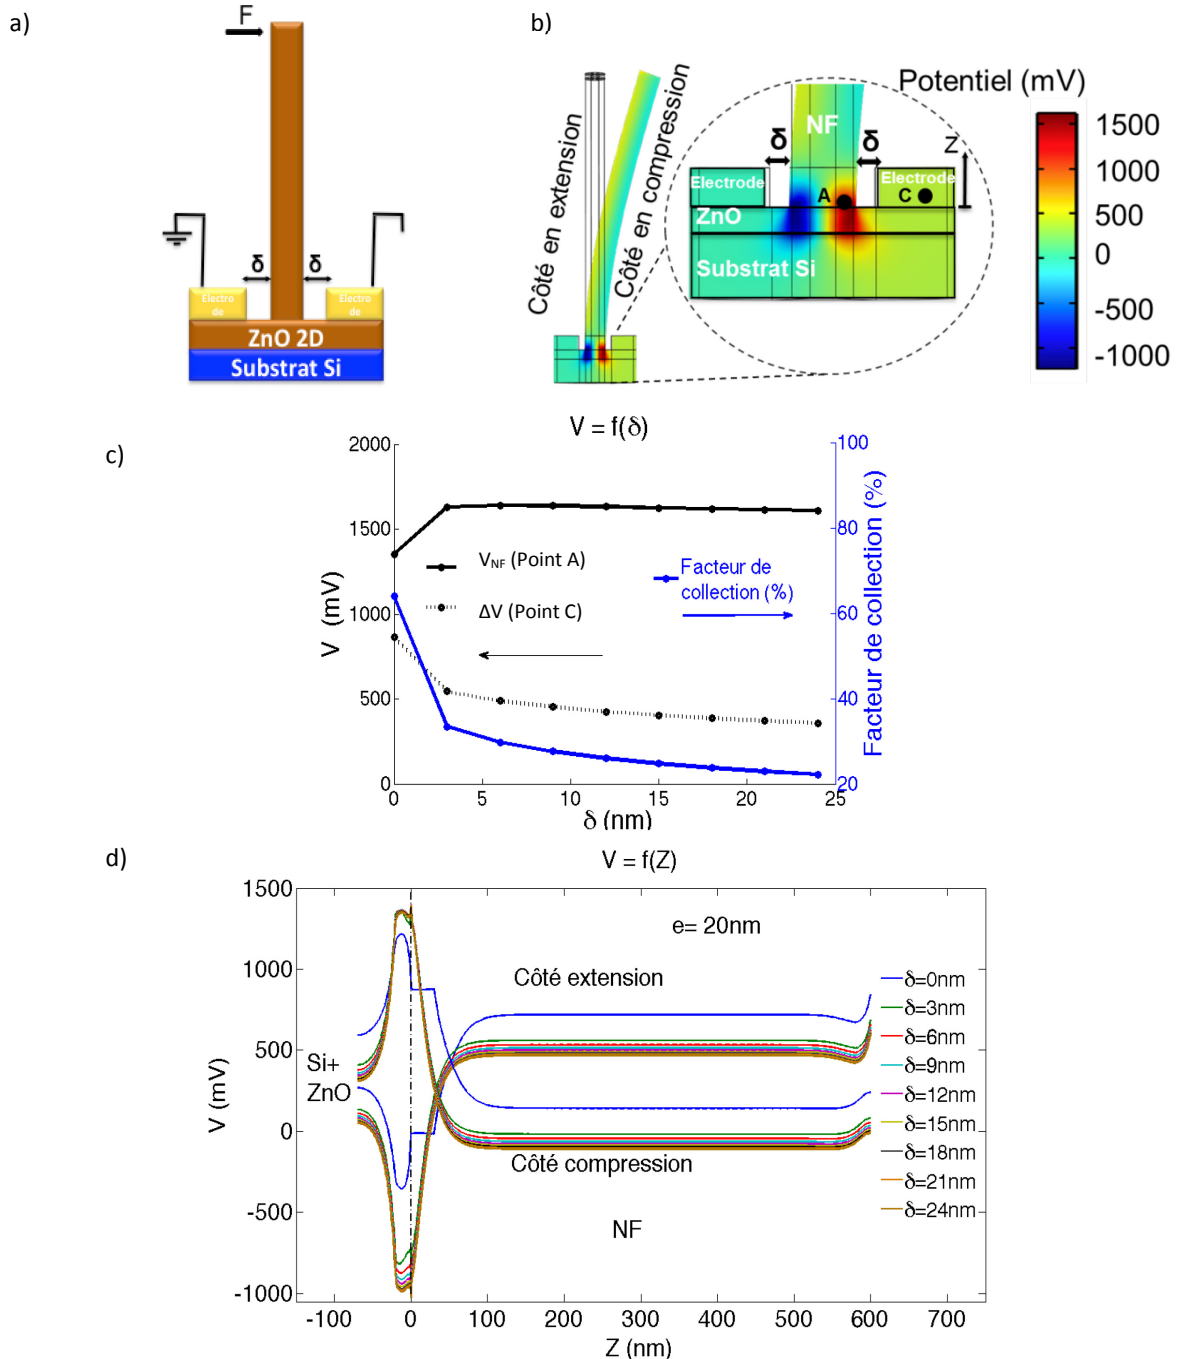 a)
F
δ
δ
Electro
de
Electro
de
ZnO 2D
Substrat Si
b)
Côté en extension
Côté en compression
Potentiel (mV)
NF
δ
δ
Z
Electrode
Electrode
A
C
ZnO
Substrat Si
1500
1000
500
0
-500
-1000
c)
V = f(δ)
2000
1500
1000
500
0
V (mV)
100
80
60
40
20
Facteur de collection (%)
V_NF (Point A)
ΔV (Point C)
Facteur de
collection (%)
0
5
10
15
20
25
δ (nm)
d)
V = f(Z)
1500
1000
500
0
-500
-1000
V (mV)
e= 20nm
Côté extension
Si+
ZnO
Côté compression
NF
δ=0nm
δ=3nm
δ=6nm
δ=9nm
δ=12nm
δ=15nm
δ=18nm
δ=21nm
δ=24nm
-100
0
100
200
300
400
500
600
700
Z (nm)